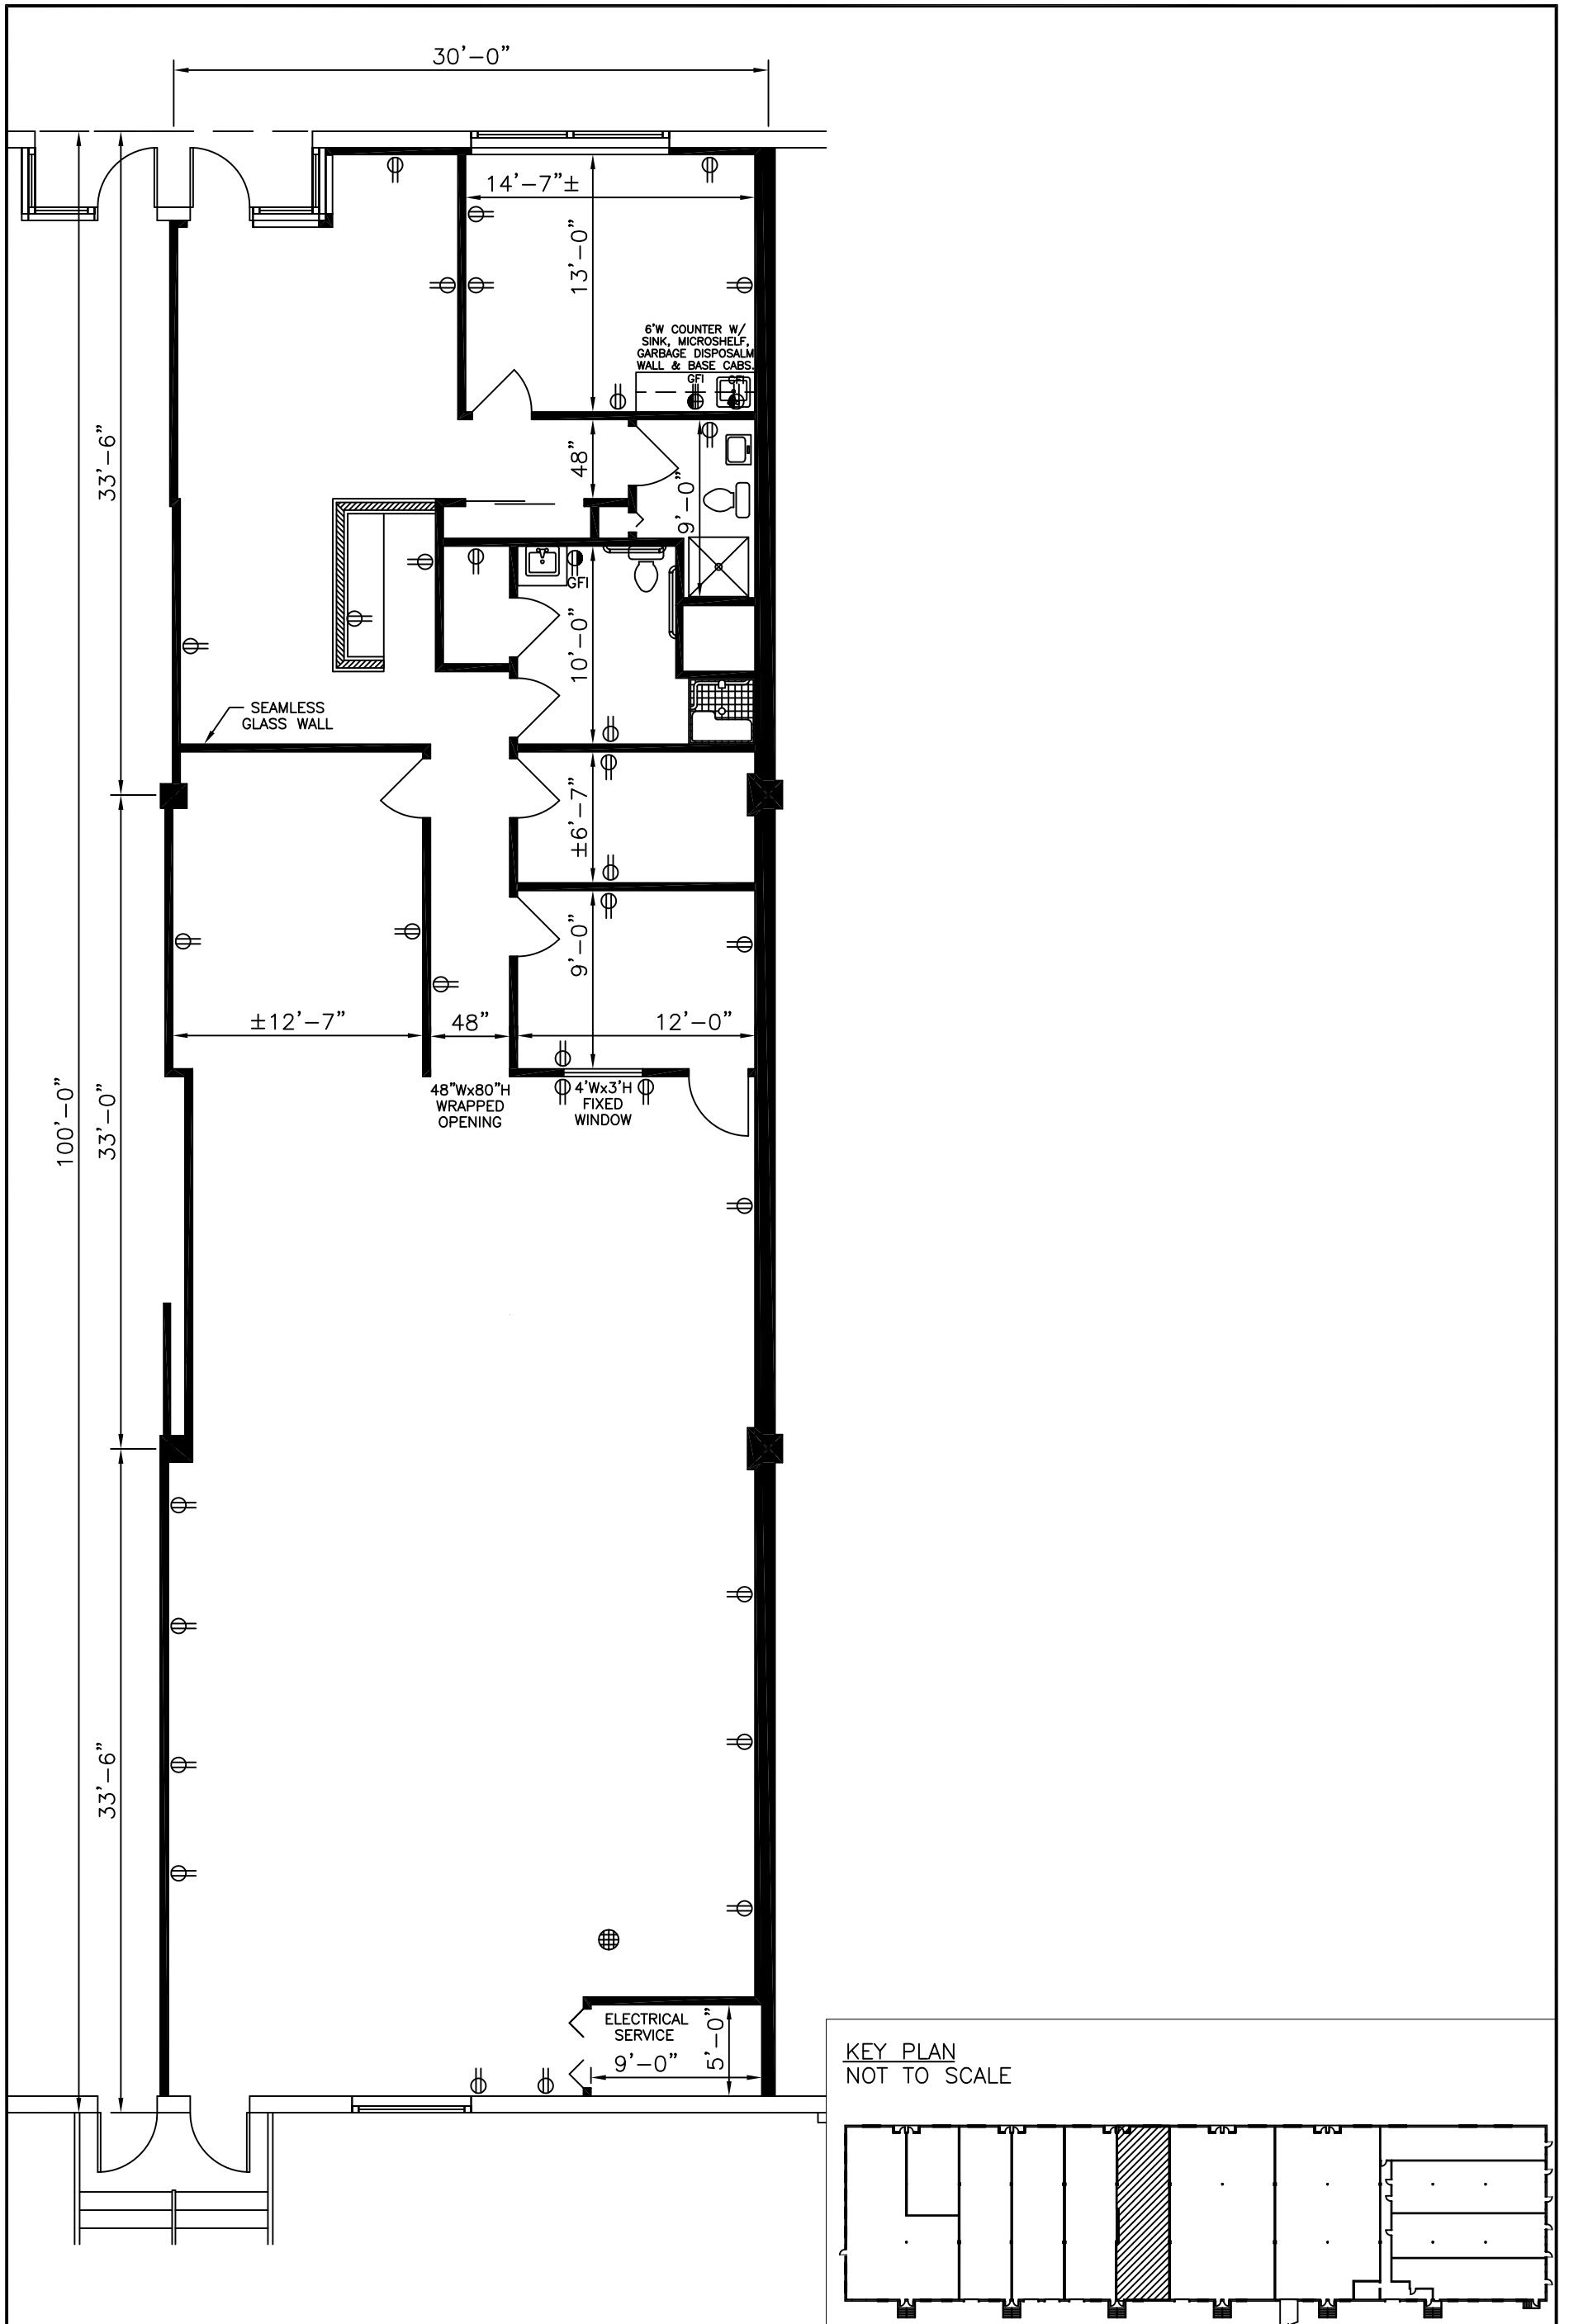 30'-0"
14'-7"±
13'-0"
6'W COUNTER W/
SINK, MICROSHELF,
GARBAGE DISPOSALM
WALL & BASE CABS.
GFI
GFI
33'-6"
48"
9'-0"
GFI
10'-0"
SEAMLESS
GLASS WALL
±6'-7"
9'-0"
±12'-7"
48"
12'-0"
48"Wx80"H
WRAPPED
OPENING
4'Wx3'H
FIXED
WINDOW
100'-0"
33'-0"
33'-6"
ELECTRICAL
SERVICE
9'-0"
5'-0"
KEY PLAN
NOT TO SCALE